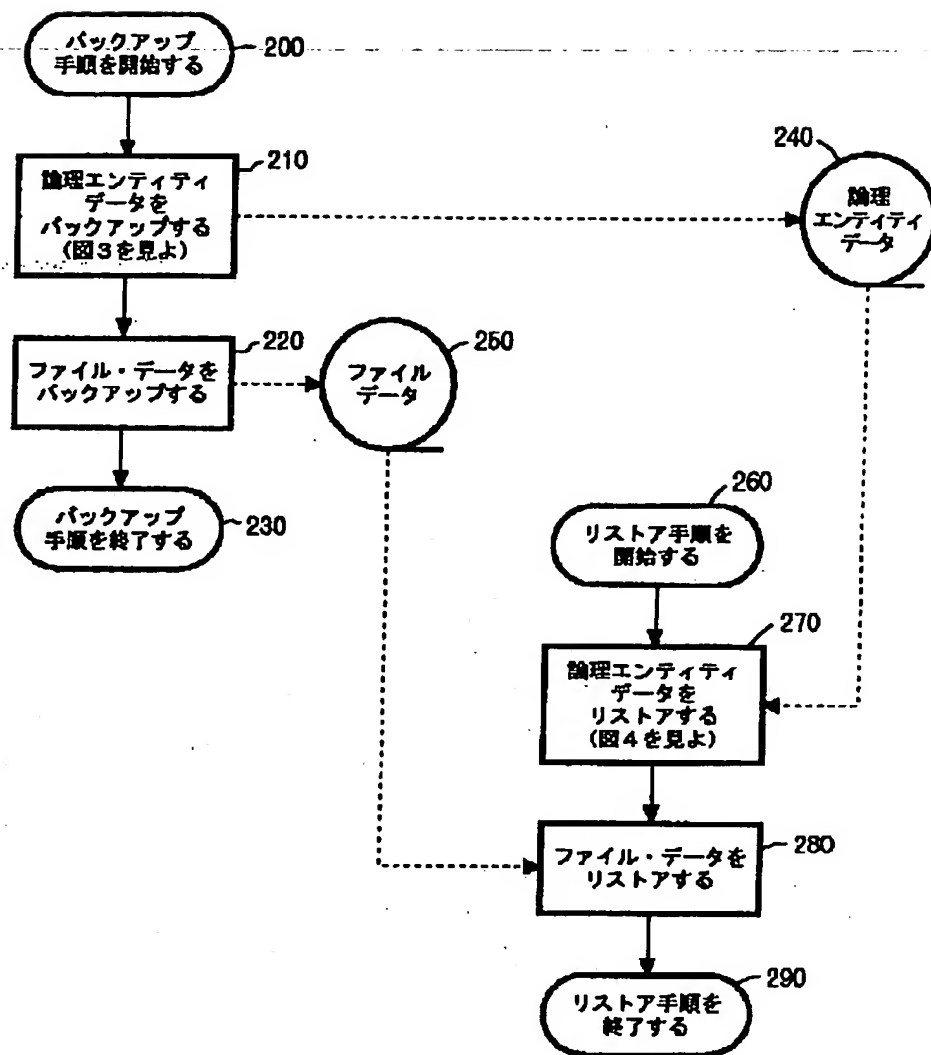 バックアップ
手順を開始する
200
論理エンティティ
データを
バックアップする
(図3を見よ)
210
論理
エンティティ
データ
240
ファイル・データを
バックアップする
220
ファイル
データ
250
バックアップ
手順を終了する
230
リストア手順を
開始する
260
論理エンティティ
データを
リストアする
(図4を見よ)
270
ファイル・データを
リストアする
280
リストア手順を
終了する
290